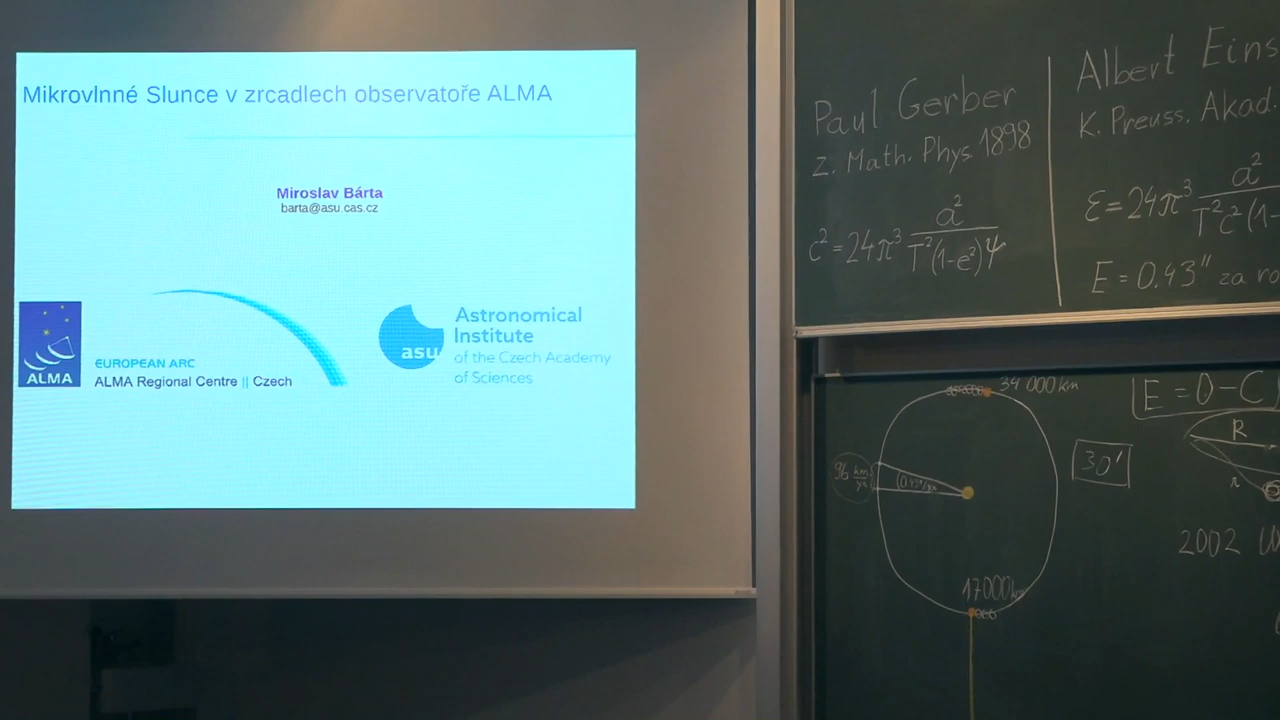 Mikrovlnné Slunce v zrcadlech observatoře ALMA
Miroslav Bárta
barta@asu.cas.cz
ALMA
EUROPEAN ARC
ALMA Regional Centre || Czech
asu
Astronomical
Institute
of the Czech Academy
of Sciences
Paul Gerber
Z. Math. Phys. 1898
c² = 24π³ a² / T²(1-e²)ψ
Albert Eins
K. Preuss. Akad.
ε = 24π³ a² / T²c²(1-
E = 0.43" za ro
34 000 km
96 km/yr
0.43"/yr
30'
17000 km
E = O-C
R
r
2002